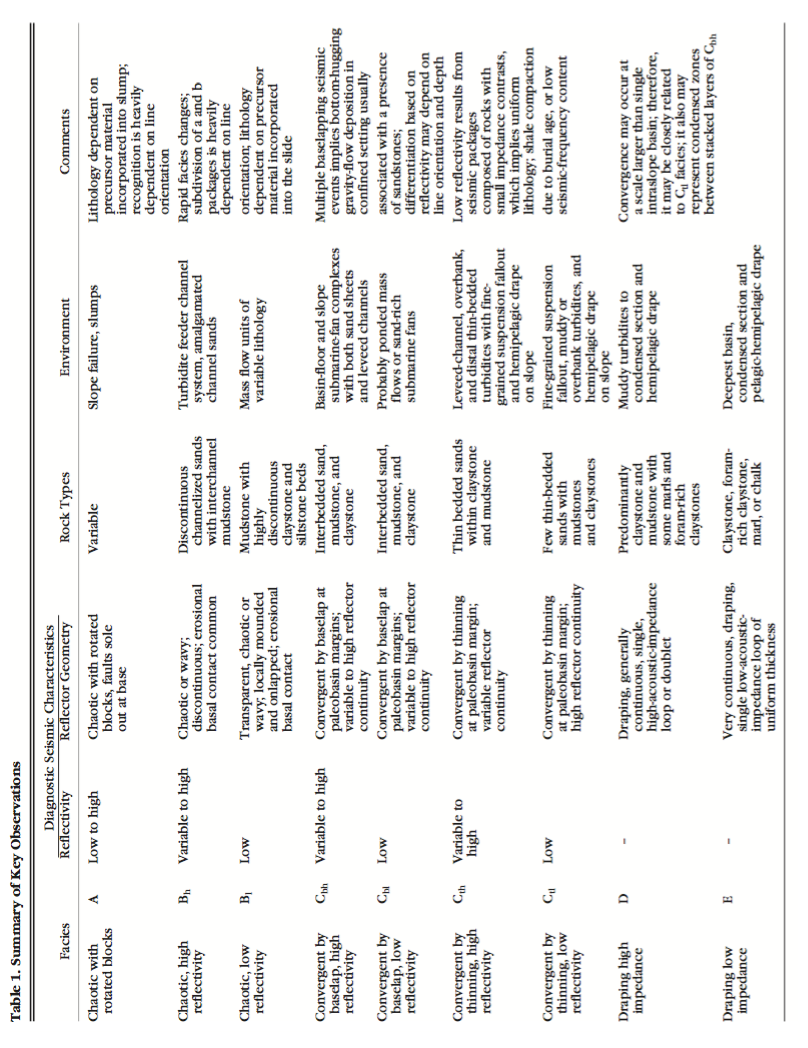 Table 1. Summary of Key Observations
Diagnostic Seismic Characteristics
Facies Reflectivity Reflector Geometry Rock Types Environment Comments
Chaotic with A Low to high Chaotic with rotated Variable Slope failure, slumps Lithology dependent on
rotated blocks blocks, faults sole precursor material
out at base incorporated into slump;
recognition is heavily
dependent on line
orientation
Chaotic, high Bh Variable to high Chaotic or wavy; Discontinuous Turbidite feeder channel Rapid facies changes;
reflectivity discontinuous; erosional channelized sands system, amalgamated subdivision of a and b
basal contact common with interchannel channel sands packages is heavily
mudstone dependent on line
Chaotic, low Bl Low Transparent, chaotic or Mudstone with Mass flow units of orientation; lithology
reflectivity wavy; locally mounded highly variable lithology dependent on precursor
and onlapped; erosional discontinuous material incorporated
basal contact claystone and into the slide
siltstone beds
Convergent by Cbh Variable to high Convergent by baselap at Interbedded sand, Basin-floor and slope Multiple baselapping seismic
baselap, high paleobasin margins; mudstone, and submarine-fan complexes events implies bottom-hugging
reflectivity variable to high reflector claystone with both sand sheets gravity-flow deposition in
continuity and leveed channels confined setting usually
Convergent by Cbl Low Convergent by baselap at Interbedded sand, Probably ponded mass associated with a presence
baselap, low paleobasin margins; mudstone, and flows or sand-rich of sandstones;
reflectivity variable to high reflector claystone submarine fans differentiation based on
continuity reflectivity may depend on
line orientation and depth
Convergent by Cth Variable to Convergent by thinning Thin bedded sands Leveed-channel, overbank, Low reflectivity results from
thinning, high high at paleobasin margin; within claystone and distal thin-bedded seismic packages
reflectivity variable reflector and mudstone turbidites with fine- composed of rocks with
continuity grained suspension fallout small impedance contrasts,
and hemipelagic drape which implies uniform
on slope lithology; shale compaction
Convergent by Ctl Low Convergent by thinning Few thin-bedded Fine-grained suspension due to burial age, or low
thinning, low at paleobasin margin; sands with fallout, muddy or seismic-frequency content
reflectivity high reflector continuity mudstones overbank turbidites, and
and claystones hemipelagic drape
on slope
Draping high D – Draping, generally Predominantly Muddy turbidites to Convergence may occur at
impedance continuous, single, claystone and condensed section and a scale larger than single
high-acoustic-impedance mudstone with hemipelagic drape intraslope basin; therefore,
loop or doublet some marls and it may be closely related
foram-rich to Ctl facies; it also may
claystones represent condensed zones
between stacked layers of Cbh
Draping low E – Very continuous, draping, Claystone, foram- Deepest basin,
impedance single low-acoustic- rich claystone, condensed section and
impedance loop of marl, or chalk pelagic-hemipelagic drape
uniform thickness